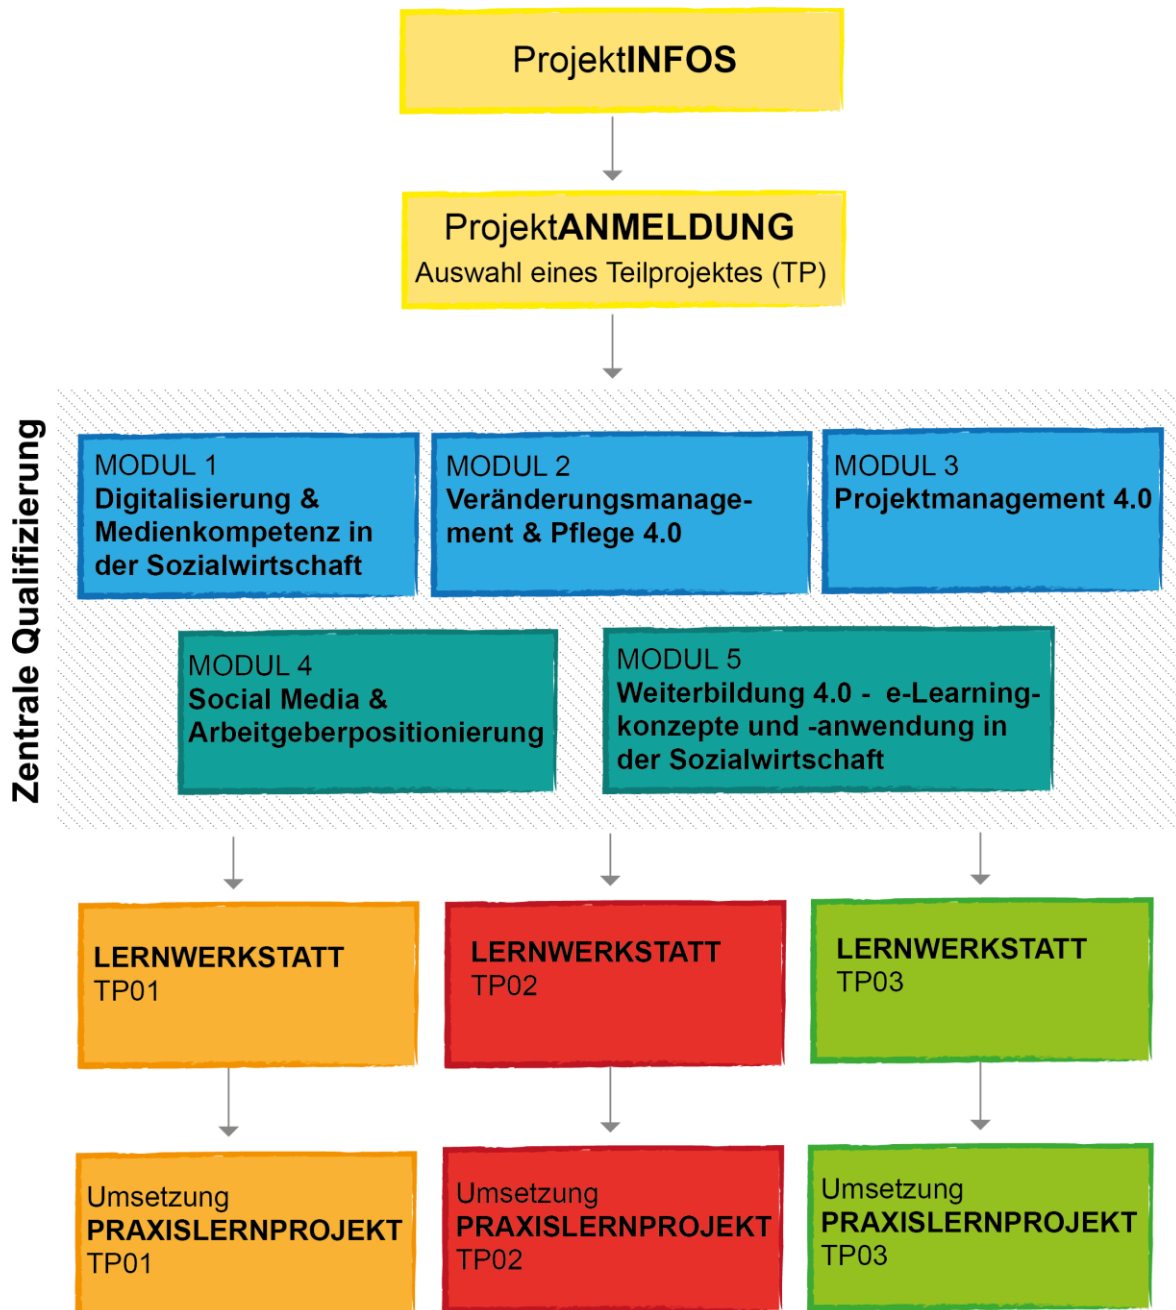 ProjektINFOS
ProjektANMELDUNG
Auswahl eines Teilprojektes (TP)
Zentrale Qualifizierung
MODUL 1
Digitalisierung &
Medienkompetenz in
der Sozialwirtschaft
MODUL 2
Veränderungsmanage-
ment & Pflege 4.0
MODUL 3
Projektmanagement 4.0
MODUL 4
Social Media &
Arbeitgeberpositionierung
MODUL 5
Weiterbildung 4.0 - e-Learning-
konzepte und -anwendung in
der Sozialwirtschaft
LERNWERKSTATT
TP01
LERNWERKSTATT
TP02
LERNWERKSTATT
TP03
Umsetzung
PRAXISLERNPROJEKT
TP01
Umsetzung
PRAXISLERNPROJEKT
TP02
Umsetzung
PRAXISLERNPROJEKT
TP03